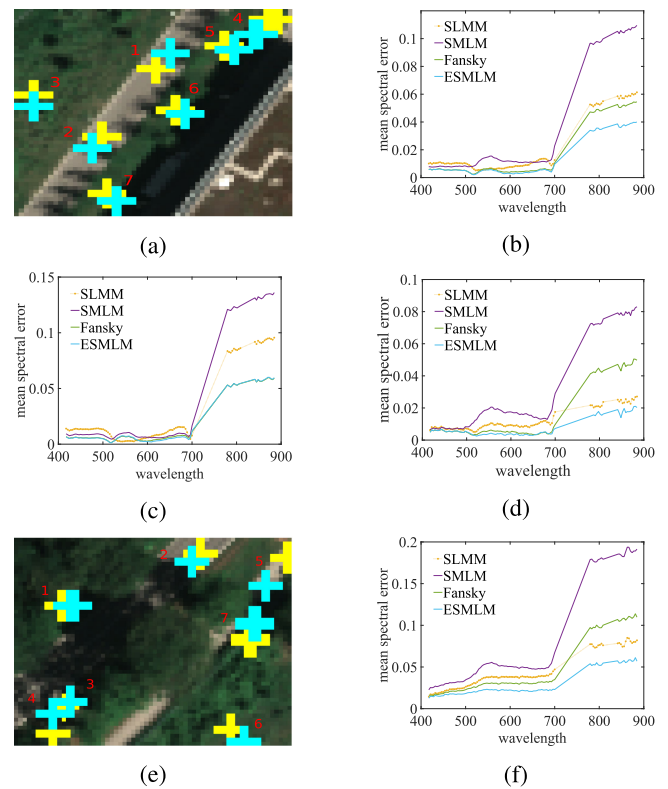 1
2
3
4
5
6
7
(a)
0.12
0.1
0.08
0.06
0.04
0.02
0
mean spectral error
SLMM
SMLM
Fansky
ESMLM
400 500 600 700 800 900
wavelength
(b)
0.15
0.1
0.05
0
mean spectral error
SLMM
SMLM
Fansky
ESMLM
400 500 600 700 800 900
wavelength
(c)
0.1
0.08
0.06
0.04
0.02
0
mean spectral error
SLMM
SMLM
Fansky
ESMLM
400 500 600 700 800 900
wavelength
(d)
1
2
3
4
5
6
7
(e)
0.2
0.15
0.1
0.05
0
mean spectral error
SLMM
SMLM
Fansky
ESMLM
400 500 600 700 800 900
wavelength
(f)